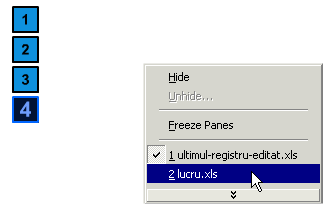 1
2
3
4
Hide
Unhide...
Freeze Panes
1 ultimul-registru-editat.xls
2 lucru.xls